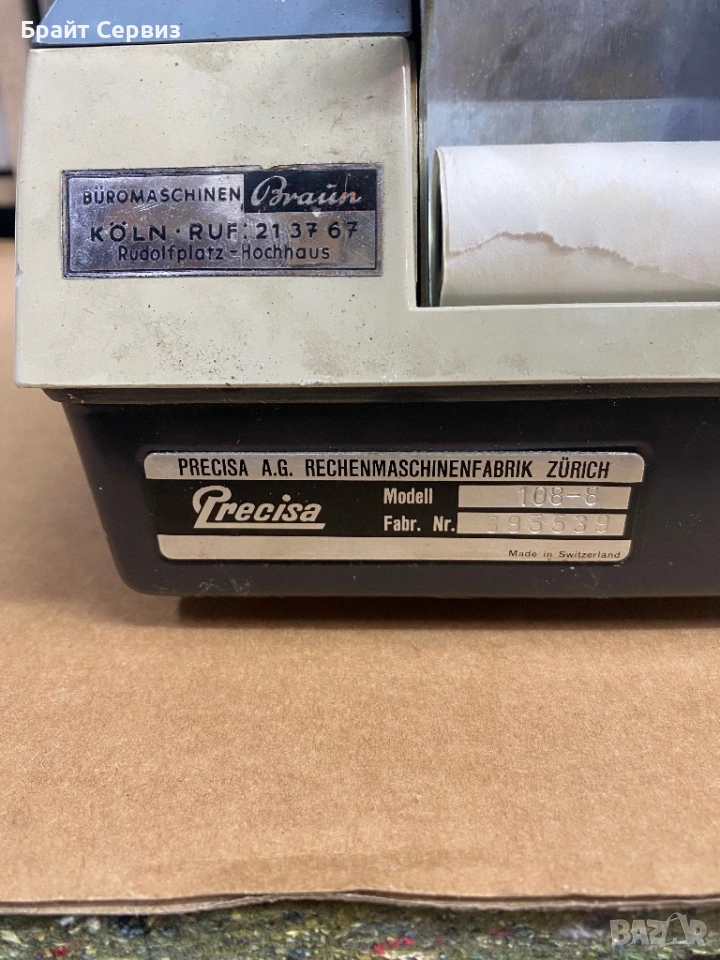 Брайт Сервиз
BÜROMASCHINEN Braun
KÖLN · RUF: 21 37 67
Rudolfplatz-Hochhaus
PRECISA A.G. RECHENMASCHINENFABRIK ZÜRICH
Precisa
Modell 108-8
Fabr. Nr.
Made in Switzerland
BAZAR